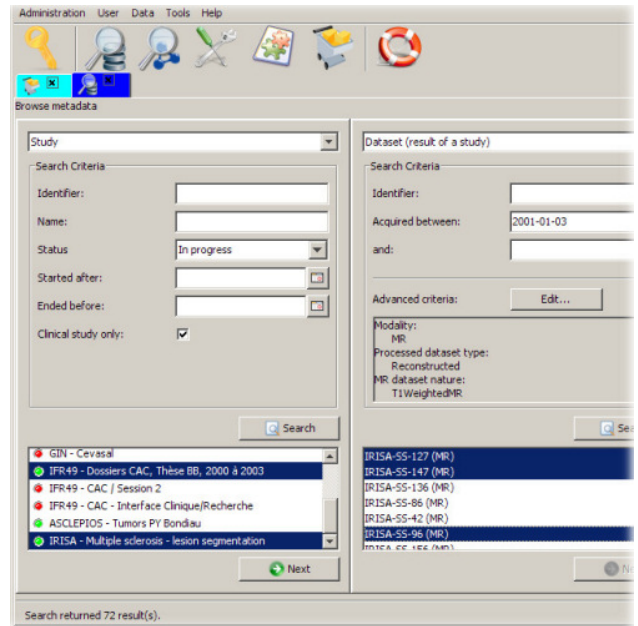 Administration User Data Tools Help
Browse metadata
Study
Search Criteria
Identifier:
Name:
Status In progress
Started after:
Ended before:
Clinical study only:
Search
GIN - Cevasal
IFR49 - Dossiers CAC, Thèse BB, 2000 à 2003
IFR49 - CAC / Session 2
IFR49 - CAC - Interface Clinique/Recherche
ASCLEPIOS - Tumors PY Bondiau
IRISA - Multiple sclerosis - lesion segmentation
Next
Dataset (result of a study)
Search Criteria
Identifier:
Acquired between: 2001-01-03
and:
Advanced criteria: Edit...
Modality:
MR
Processed dataset type:
Reconstructed
MR dataset nature:
T1WeightedMR
IRISA-SS-127 (MR)
IRISA-SS-147 (MR)
IRISA-SS-136 (MR)
IRISA-SS-86 (MR)
IRISA-SS-42 (MR)
IRISA-SS-96 (MR)
IRISA-SS-156 (MR)
Search returned 72 result(s).